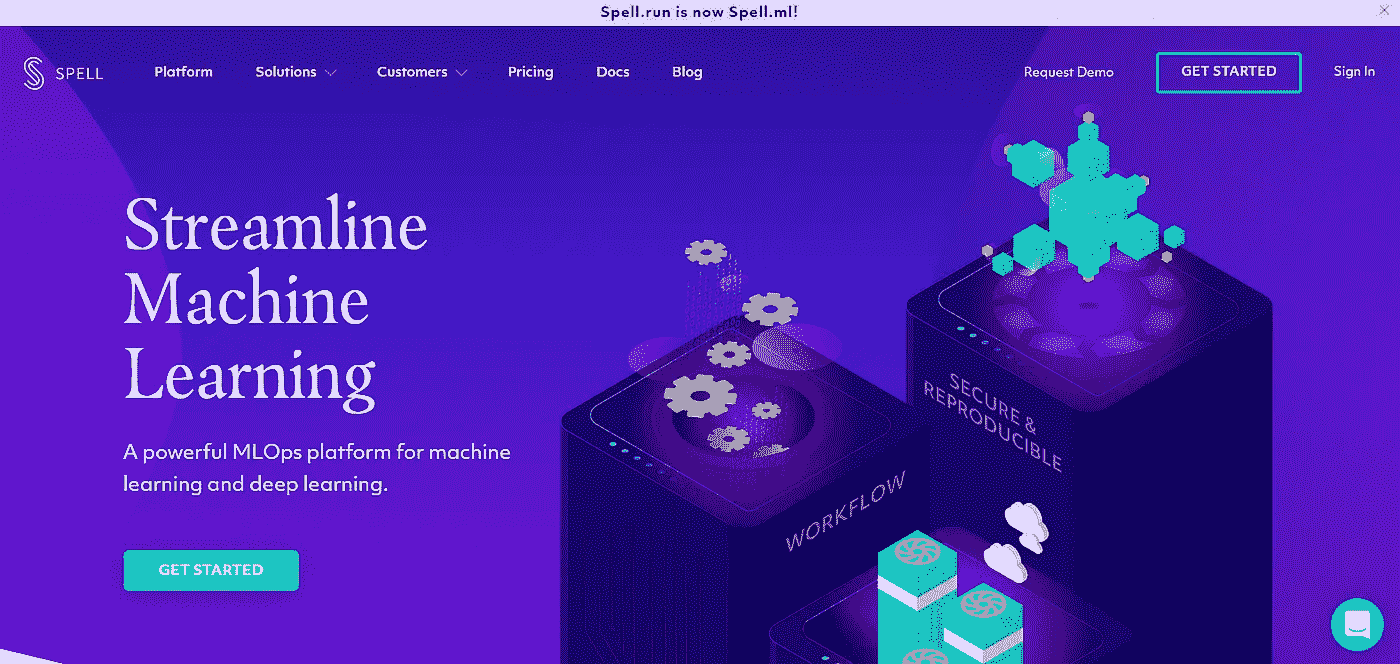 Spell.run is now Spell.ml!
SPELL
Platform
Solutions
Customers
Pricing
Docs
Blog
Request Demo
GET STARTED
Sign In
Streamline
Machine
Learning
A powerful MLOps platform for machine
learning and deep learning.
GET STARTED
WORKFLOW
SECURE &
REPRODUCIBLE